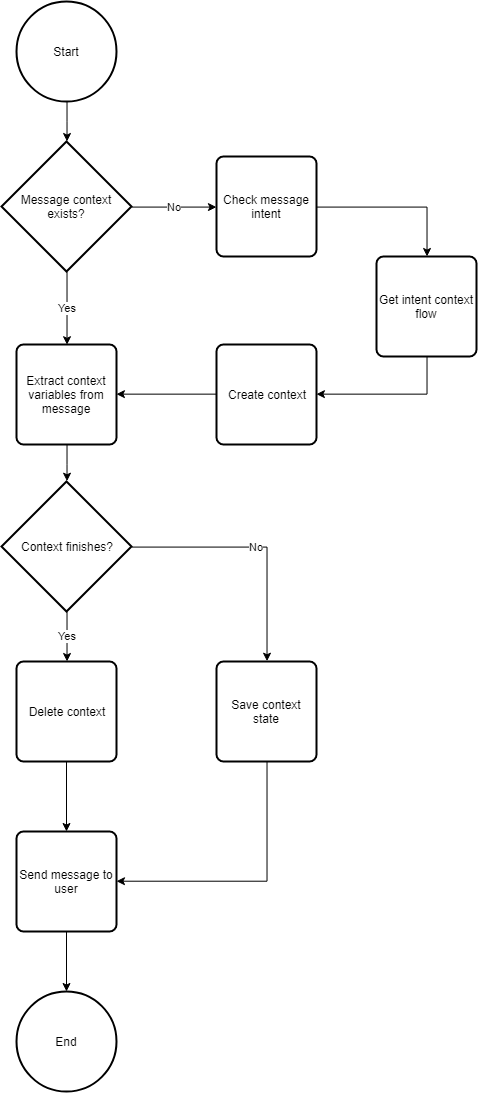 Start
Message context
exists?
No
Check message
intent
Get intent context
flow
Yes
Extract context
variables from
message
Create context
Context finishes?
No
Yes
Delete context
Save context
state
Send message to
user
End